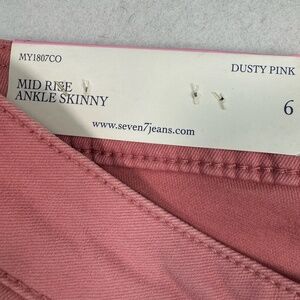 MY1807CO
DUSTY PINK
MID RISE
ANKLE SKINNY
6
www.seven7jeans.com